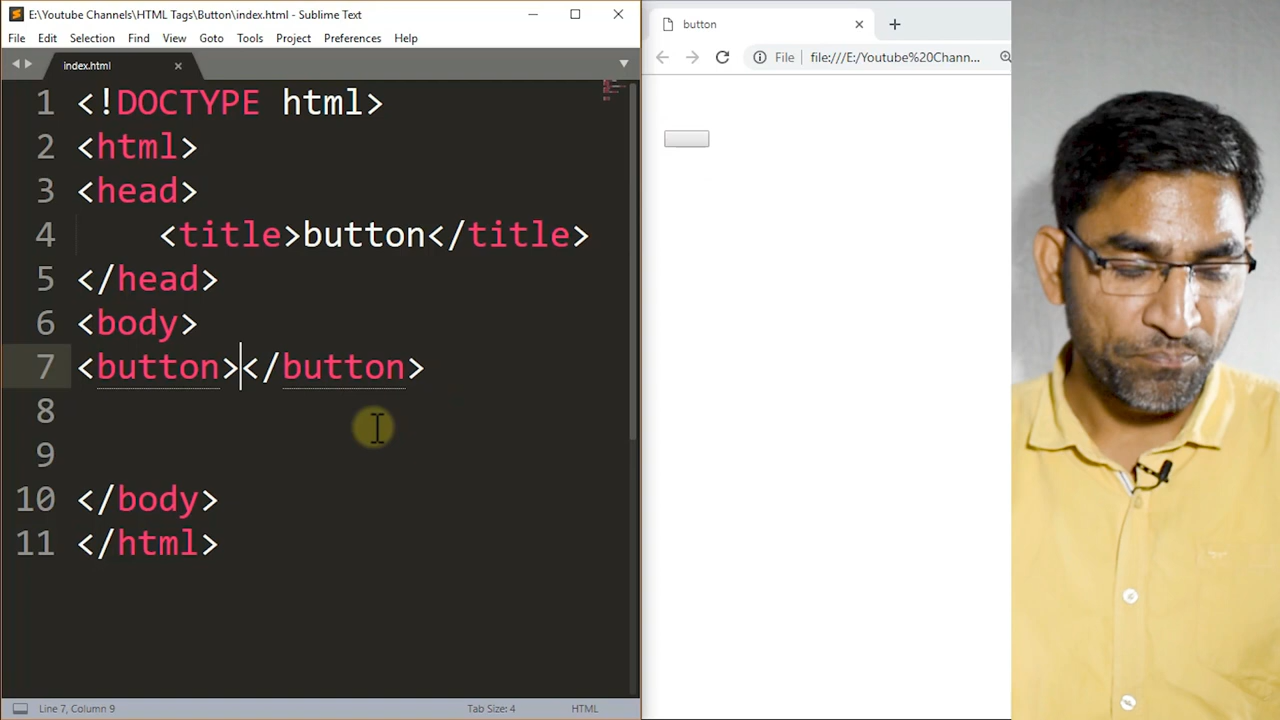 E:\Youtube Channels\HTML Tags\Button\index.html - Sublime Text
File Edit Selection Find View Goto Tools Project Preferences Help
index.html
1 <!DOCTYPE html>
2 <html>
3 <head>
4 <title>button</title>
5 </head>
6 <body>
7 <button></button>
8
9
10 </body>
11 </html>
Line 7, Column 9 Tab Size: 4 HTML
button
File file:///E:/Youtube%20Chann...